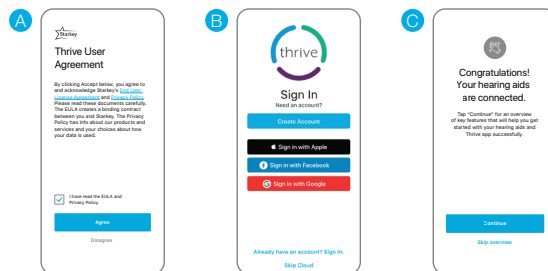 A
Starkey
Thrive User
Agreement
By clicking Accept below, you agree to
and acknowledge Starkey's End User
License Agreement and Privacy Policy
Please read these documents carefully.
The EULA creates a binding contract
between you and Starkey. The Privacy
Policy has info about our products and
services and your choices about how
your data is used.
I have read the EULA and
Privacy Policy.
Agree
Disagree
B
thrive
Sign In
Need an account?
Create Account
Sign in with Apple
Sign in with Facebook
Sign in with Google
Already have an account? Sign in.
Skip Cloud
C
Congratulations!
Your hearing aids
are connected.
Tap "Continue" for an overview
of key features that will help you get
started with your hearing aids and
Thrive app successfully.
Continue
Skip overview